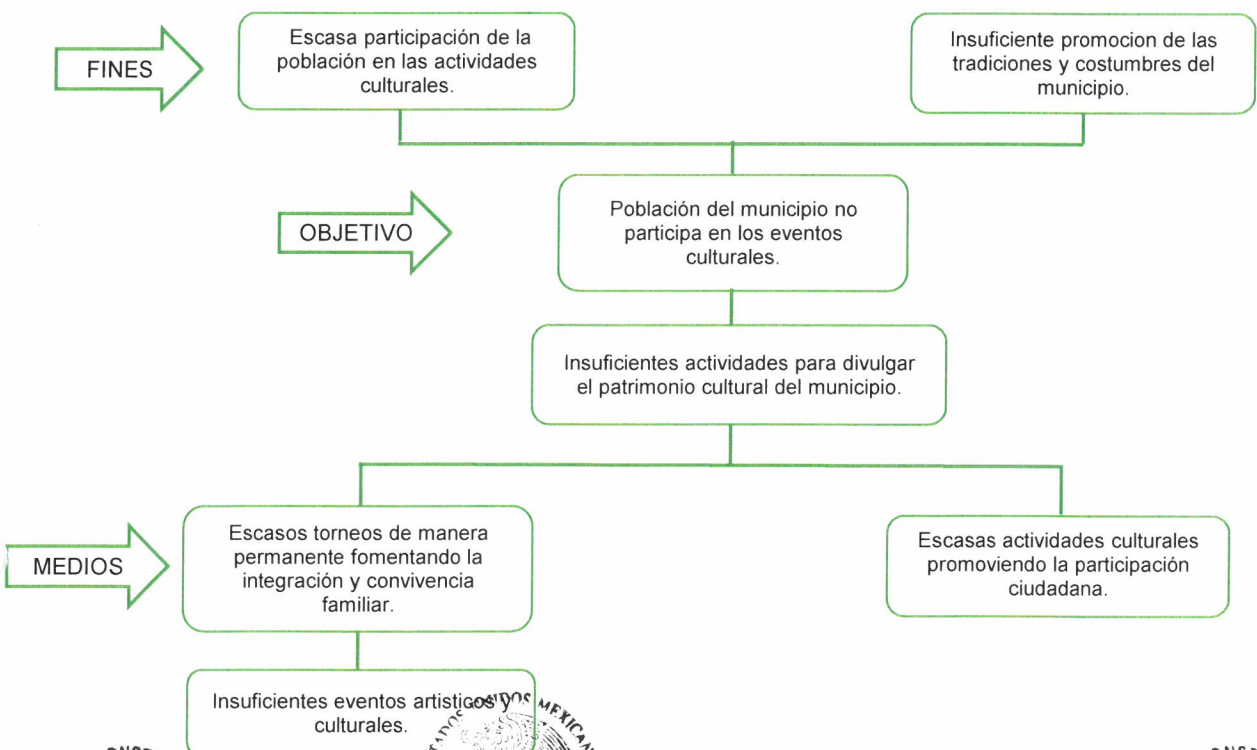 FINES
Escasa participación de la
población en las actividades
culturales.
Insuficiente promocion de las
tradiciones y costumbres del
municipio.
OBJETIVO
Población del municipio no
participa en los eventos
culturales.
Insuficientes actividades para divulgar
el patrimonio cultural del municipio.
MEDIOS
Escasos torneos de manera
permanente fomentando la
integración y convivencia
familiar.
Escasas actividades culturales
promoviendo la participación
ciudadana.
Insuficientes eventos artisticos y
culturales.